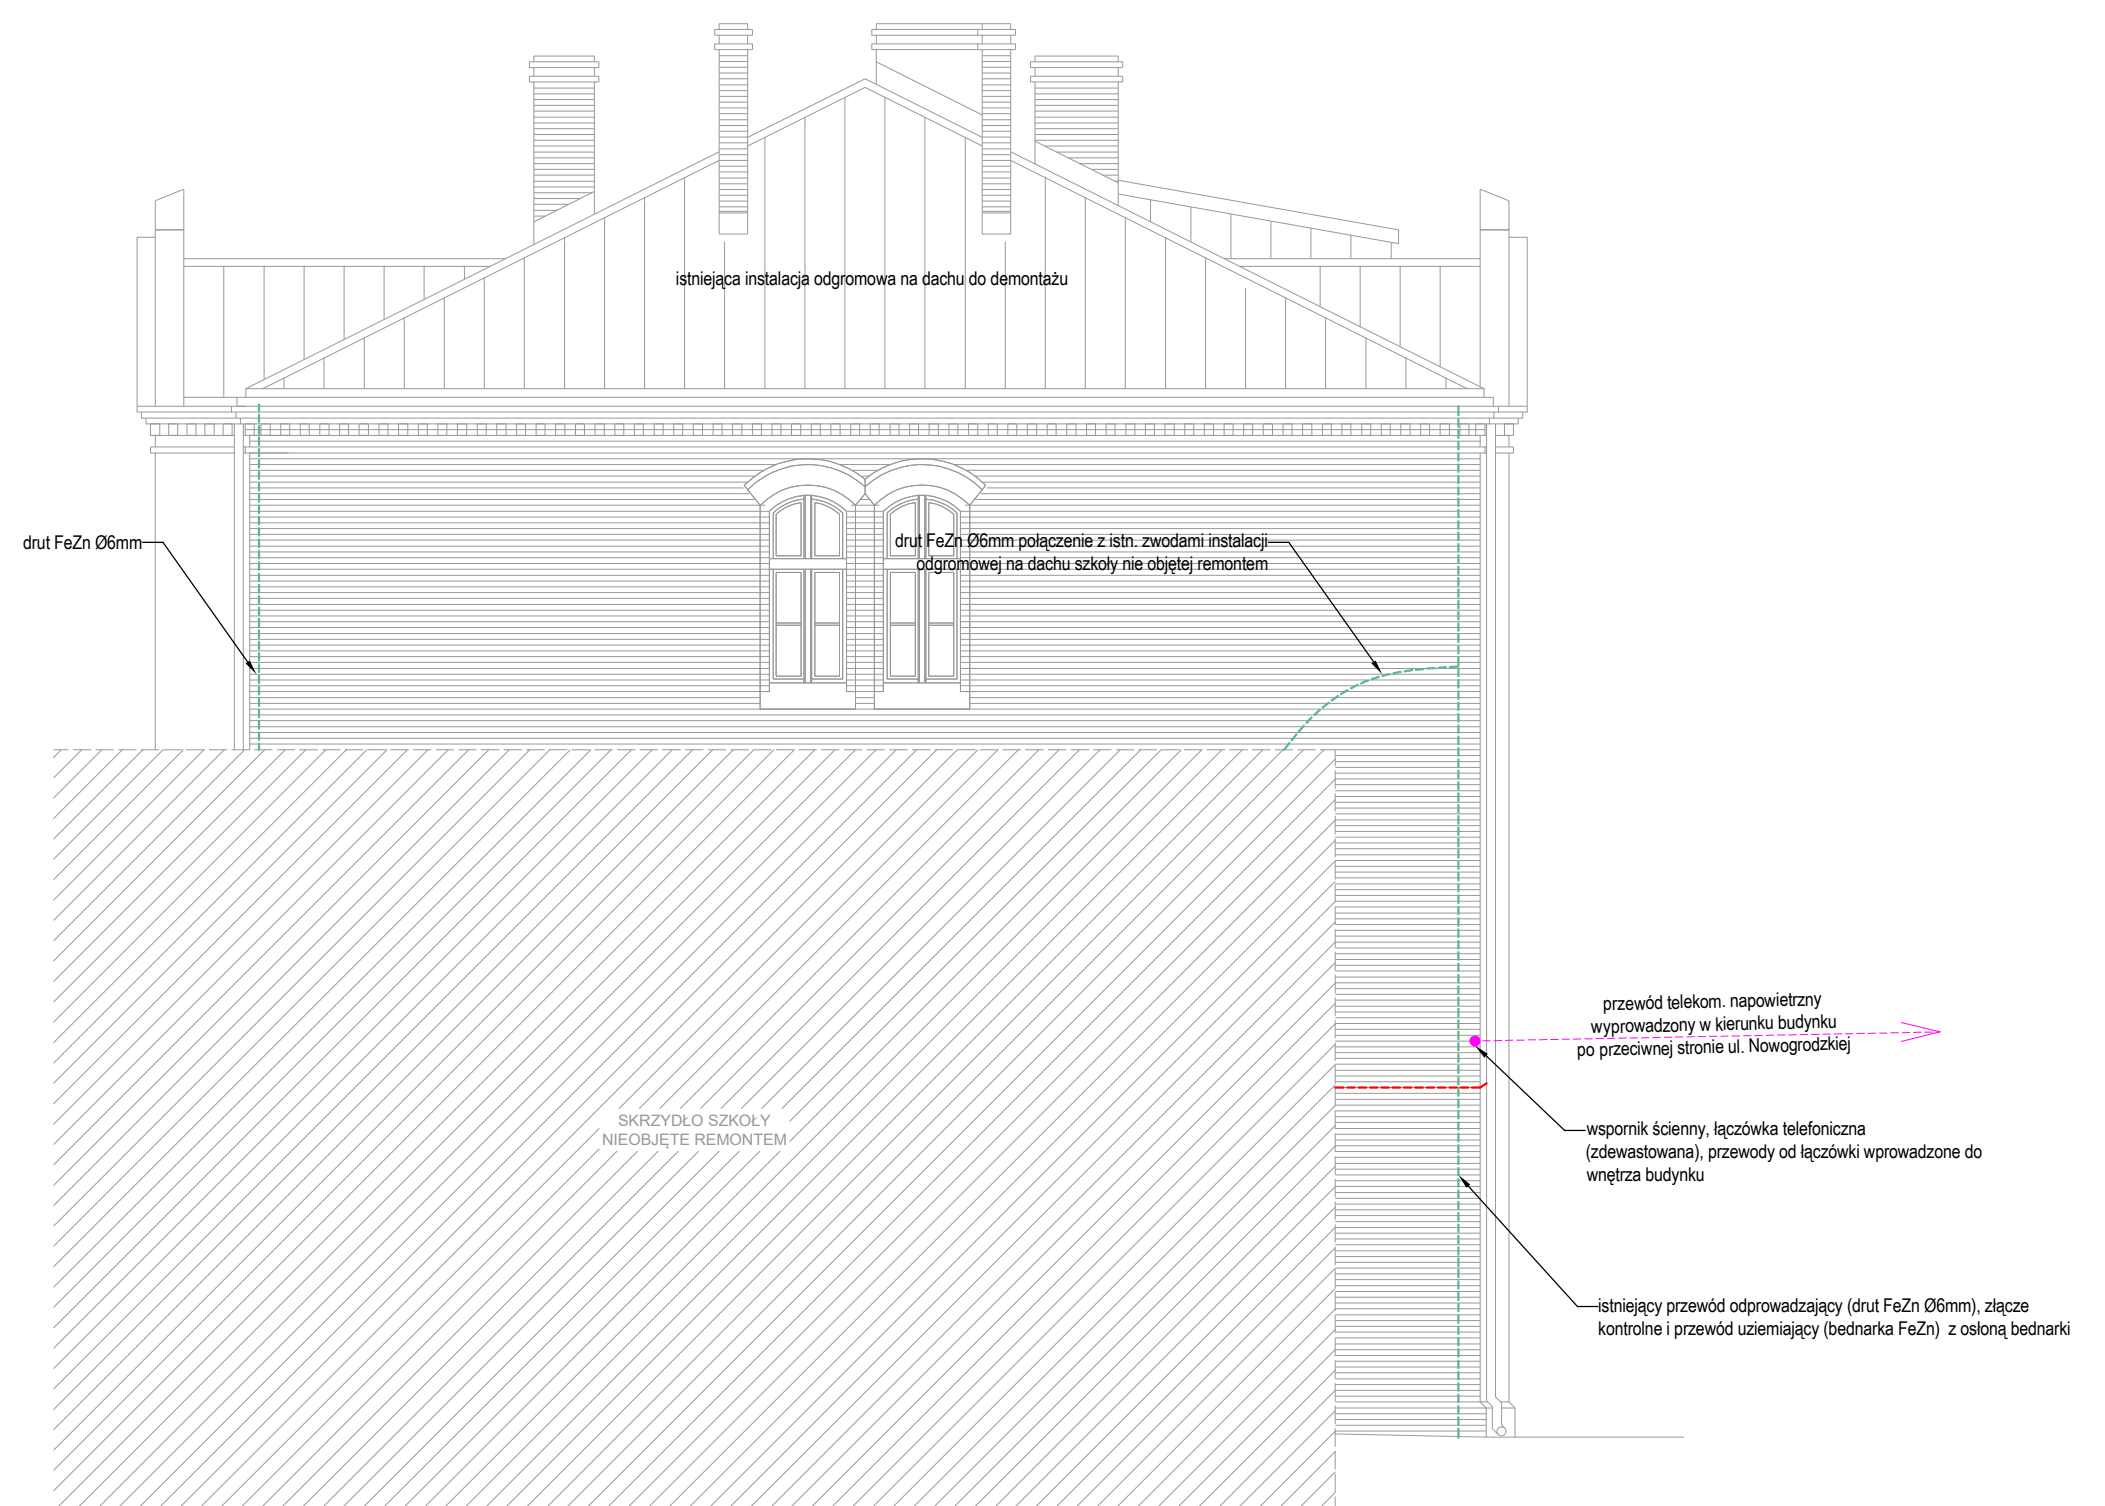 istniejąca instalacja odgromowa na dachu do demontażu
drut FeZn Ø6mm
drut FeZn Ø6mm połączenie z istn. zwodami instalacji
odgromowej na dachu szkoły nie objętej remontem
przewód telekom. napowietrzny
wyprowadzony w kierunku budynku
po przeciwnej stronie ul. Nowogrodzkiej
SKRZYDŁO SZKOŁY
NIEOBJĘTE REMONTEM
wspornik ścienny, łączówka telefoniczna
(zdewastowana), przewody od łączówki wprowadzone do
wnętrza budynku
istniejący przewód odprowadzający (drut FeZn Ø6mm), złącze
kontrolne i przewód uziemiający (bednarka FeZn) z osłoną bednarki